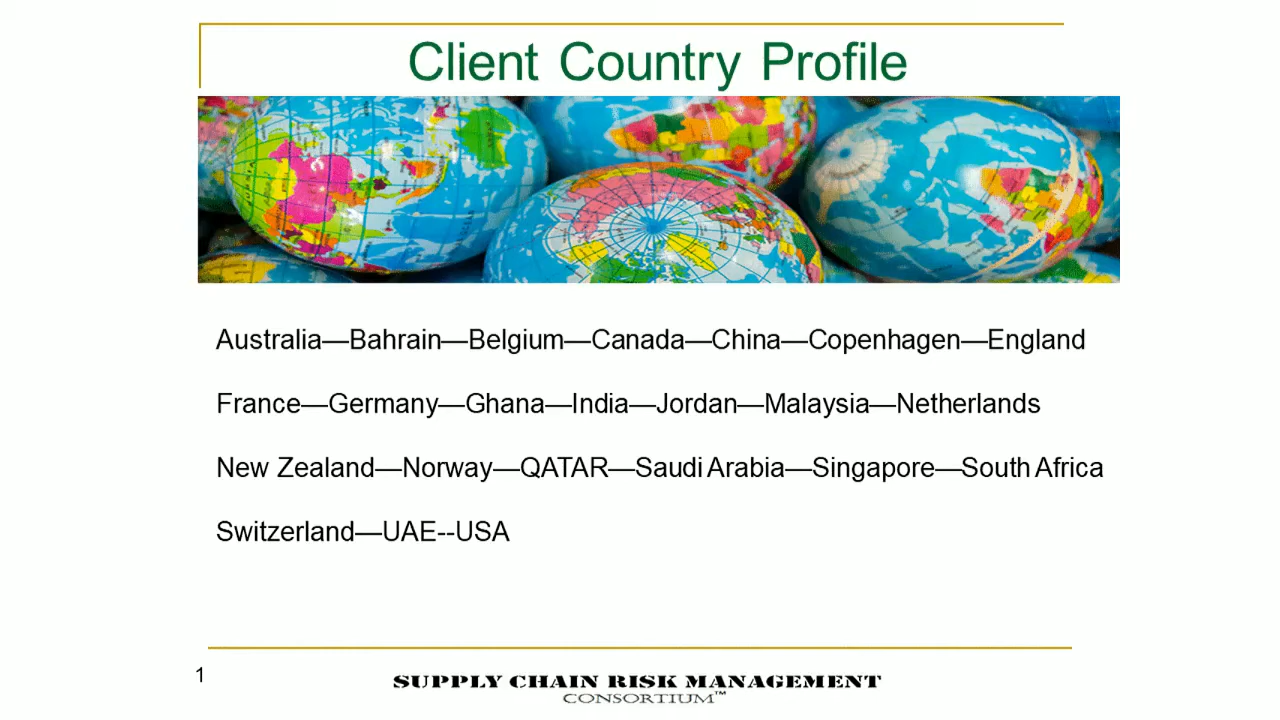 Client Country Profile
Australia—Bahrain—Belgium—Canada—China—Copenhagen—England
France—Germany—Ghana—India—Jordan—Malaysia—Netherlands
New Zealand—Norway—QATAR—Saudi Arabia—Singapore—South Africa
Switzerland—UAE--USA
1
SUPPLY CHAIN RISK MANAGEMENT
CONSORTIUM™